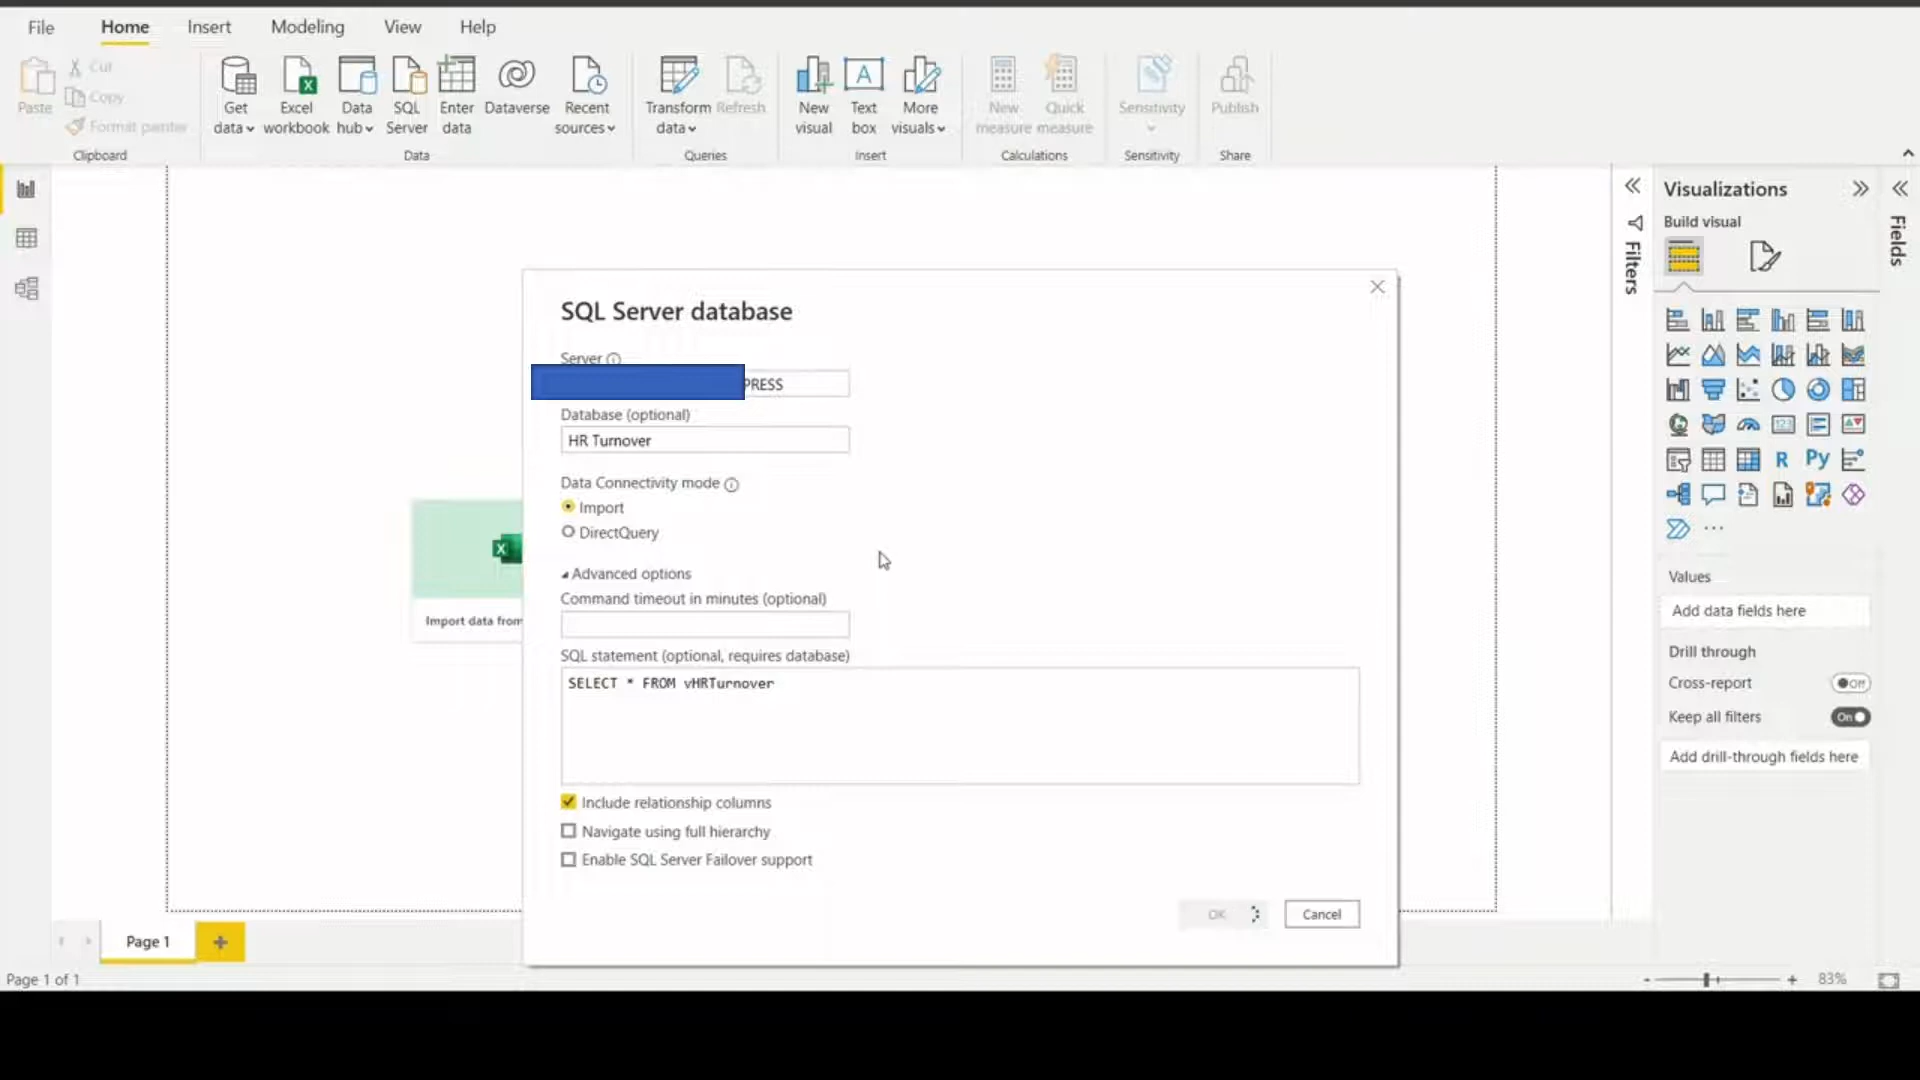 File Home Insert Modeling View Help
Paste
Cut
Copy
Format painter
Clipboard
Get data
Excel workbook
Data hub
SQL Server
Enter data
Dataverse
Recent sources
Data
Transform data
Refresh
Queries
New visual
Text box
More visuals
Insert
New measure
Quick measure
Calculations
Sensitivity
Sensitivity
Publish
Share
SQL Server database
Server
PRESS
Database (optional)
HR Turnover
Data Connectivity mode
Import
DirectQuery
Advanced options
Command timeout in minutes (optional)
SQL statement (optional, requires database)
SELECT * FROM vHRTurnover
Include relationship columns
Navigate using full hierarchy
Enable SQL Server Failover support
OK
Cancel
Import data from
Filters
Visualizations
Build visual
123
R
Py
Values
Add data fields here
Drill through
Cross-report
Off
Keep all filters
On
Add drill-through fields here
Fields
Page 1
Page 1 of 1
- + 83%